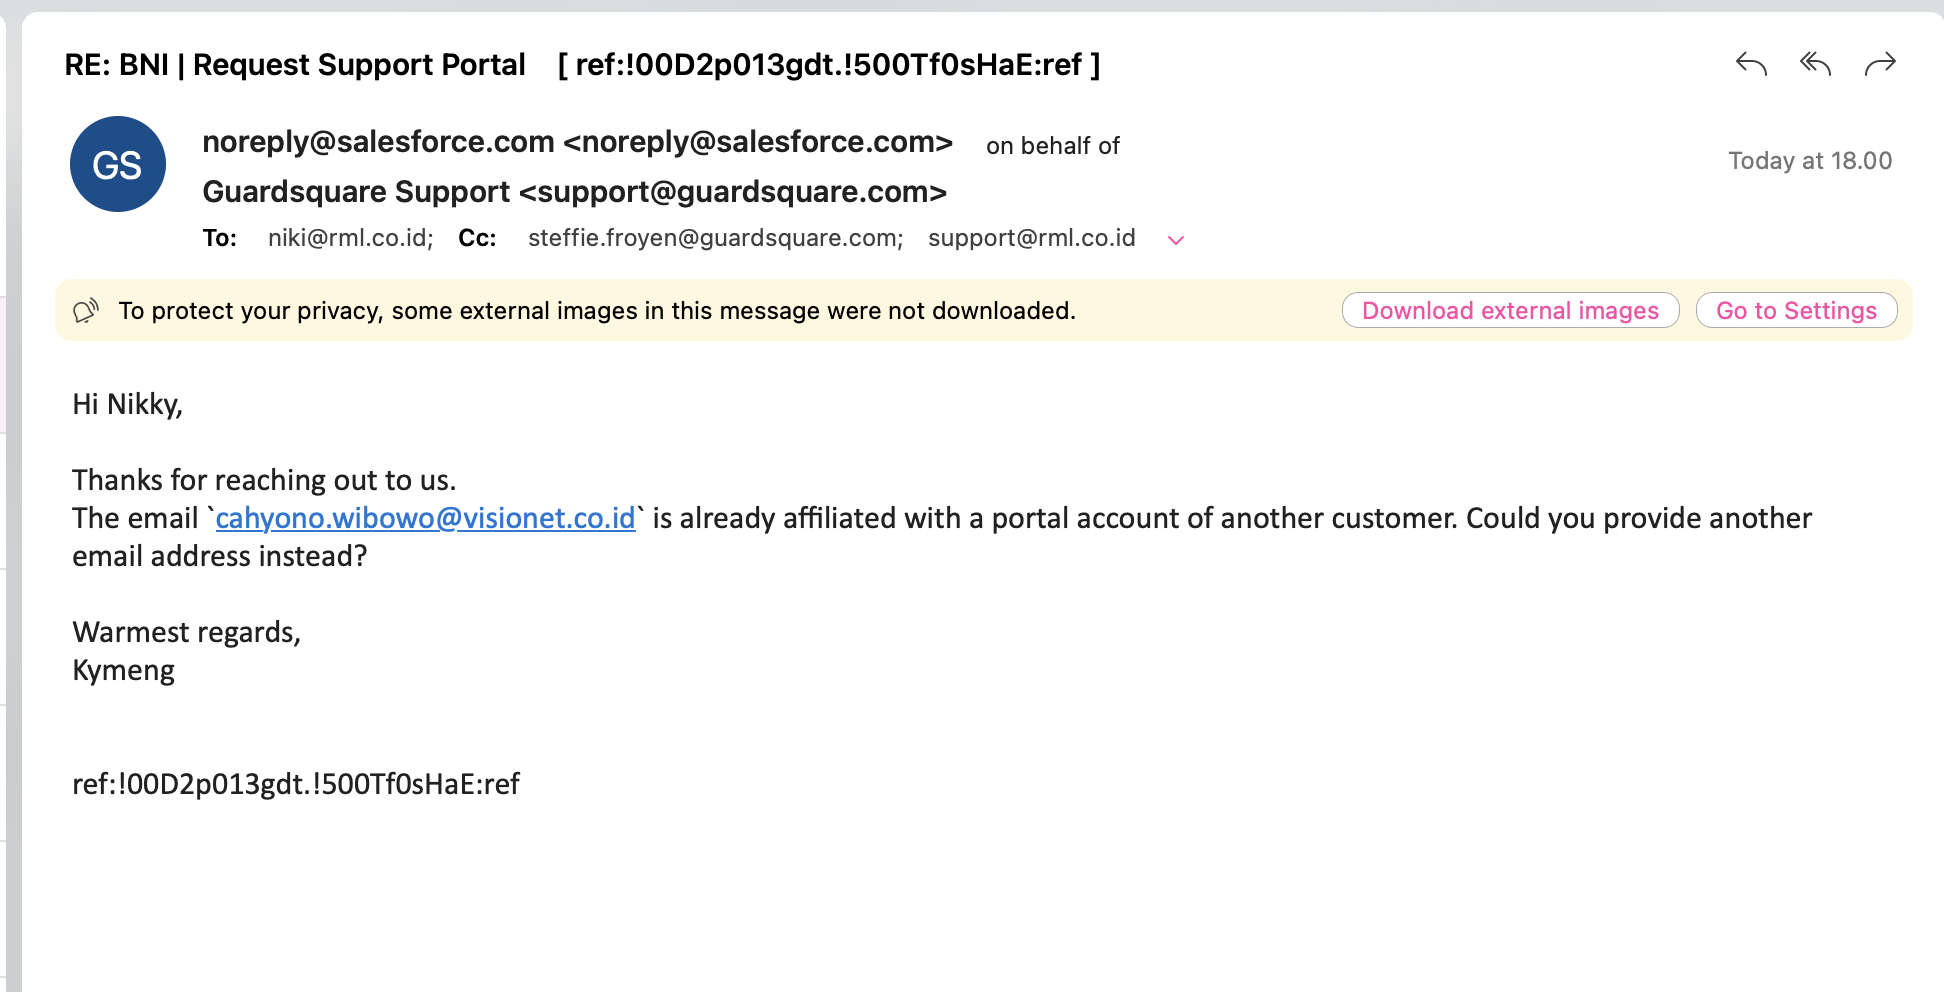 RE: BNI | Request Support Portal [ ref:!00D2p013gdt.!500Tf0sHaE:ref ]
GS
noreply@salesforce.com <noreply@salesforce.com> on behalf of
Guardsquare Support <support@guardsquare.com>
Today at 18.00
To: niki@rml.co.id; Cc: steffie.froyen@guardsquare.com; support@rml.co.id
To protect your privacy, some external images in this message were not downloaded. Download external images Go to Settings
Hi Nikky,
Thanks for reaching out to us.
The email `cahyono.wibowo@visionet.co.id` is already affiliated with a portal account of another customer. Could you provide another
email address instead?
Warmest regards,
Kymeng
ref:!00D2p013gdt.!500Tf0sHaE:ref